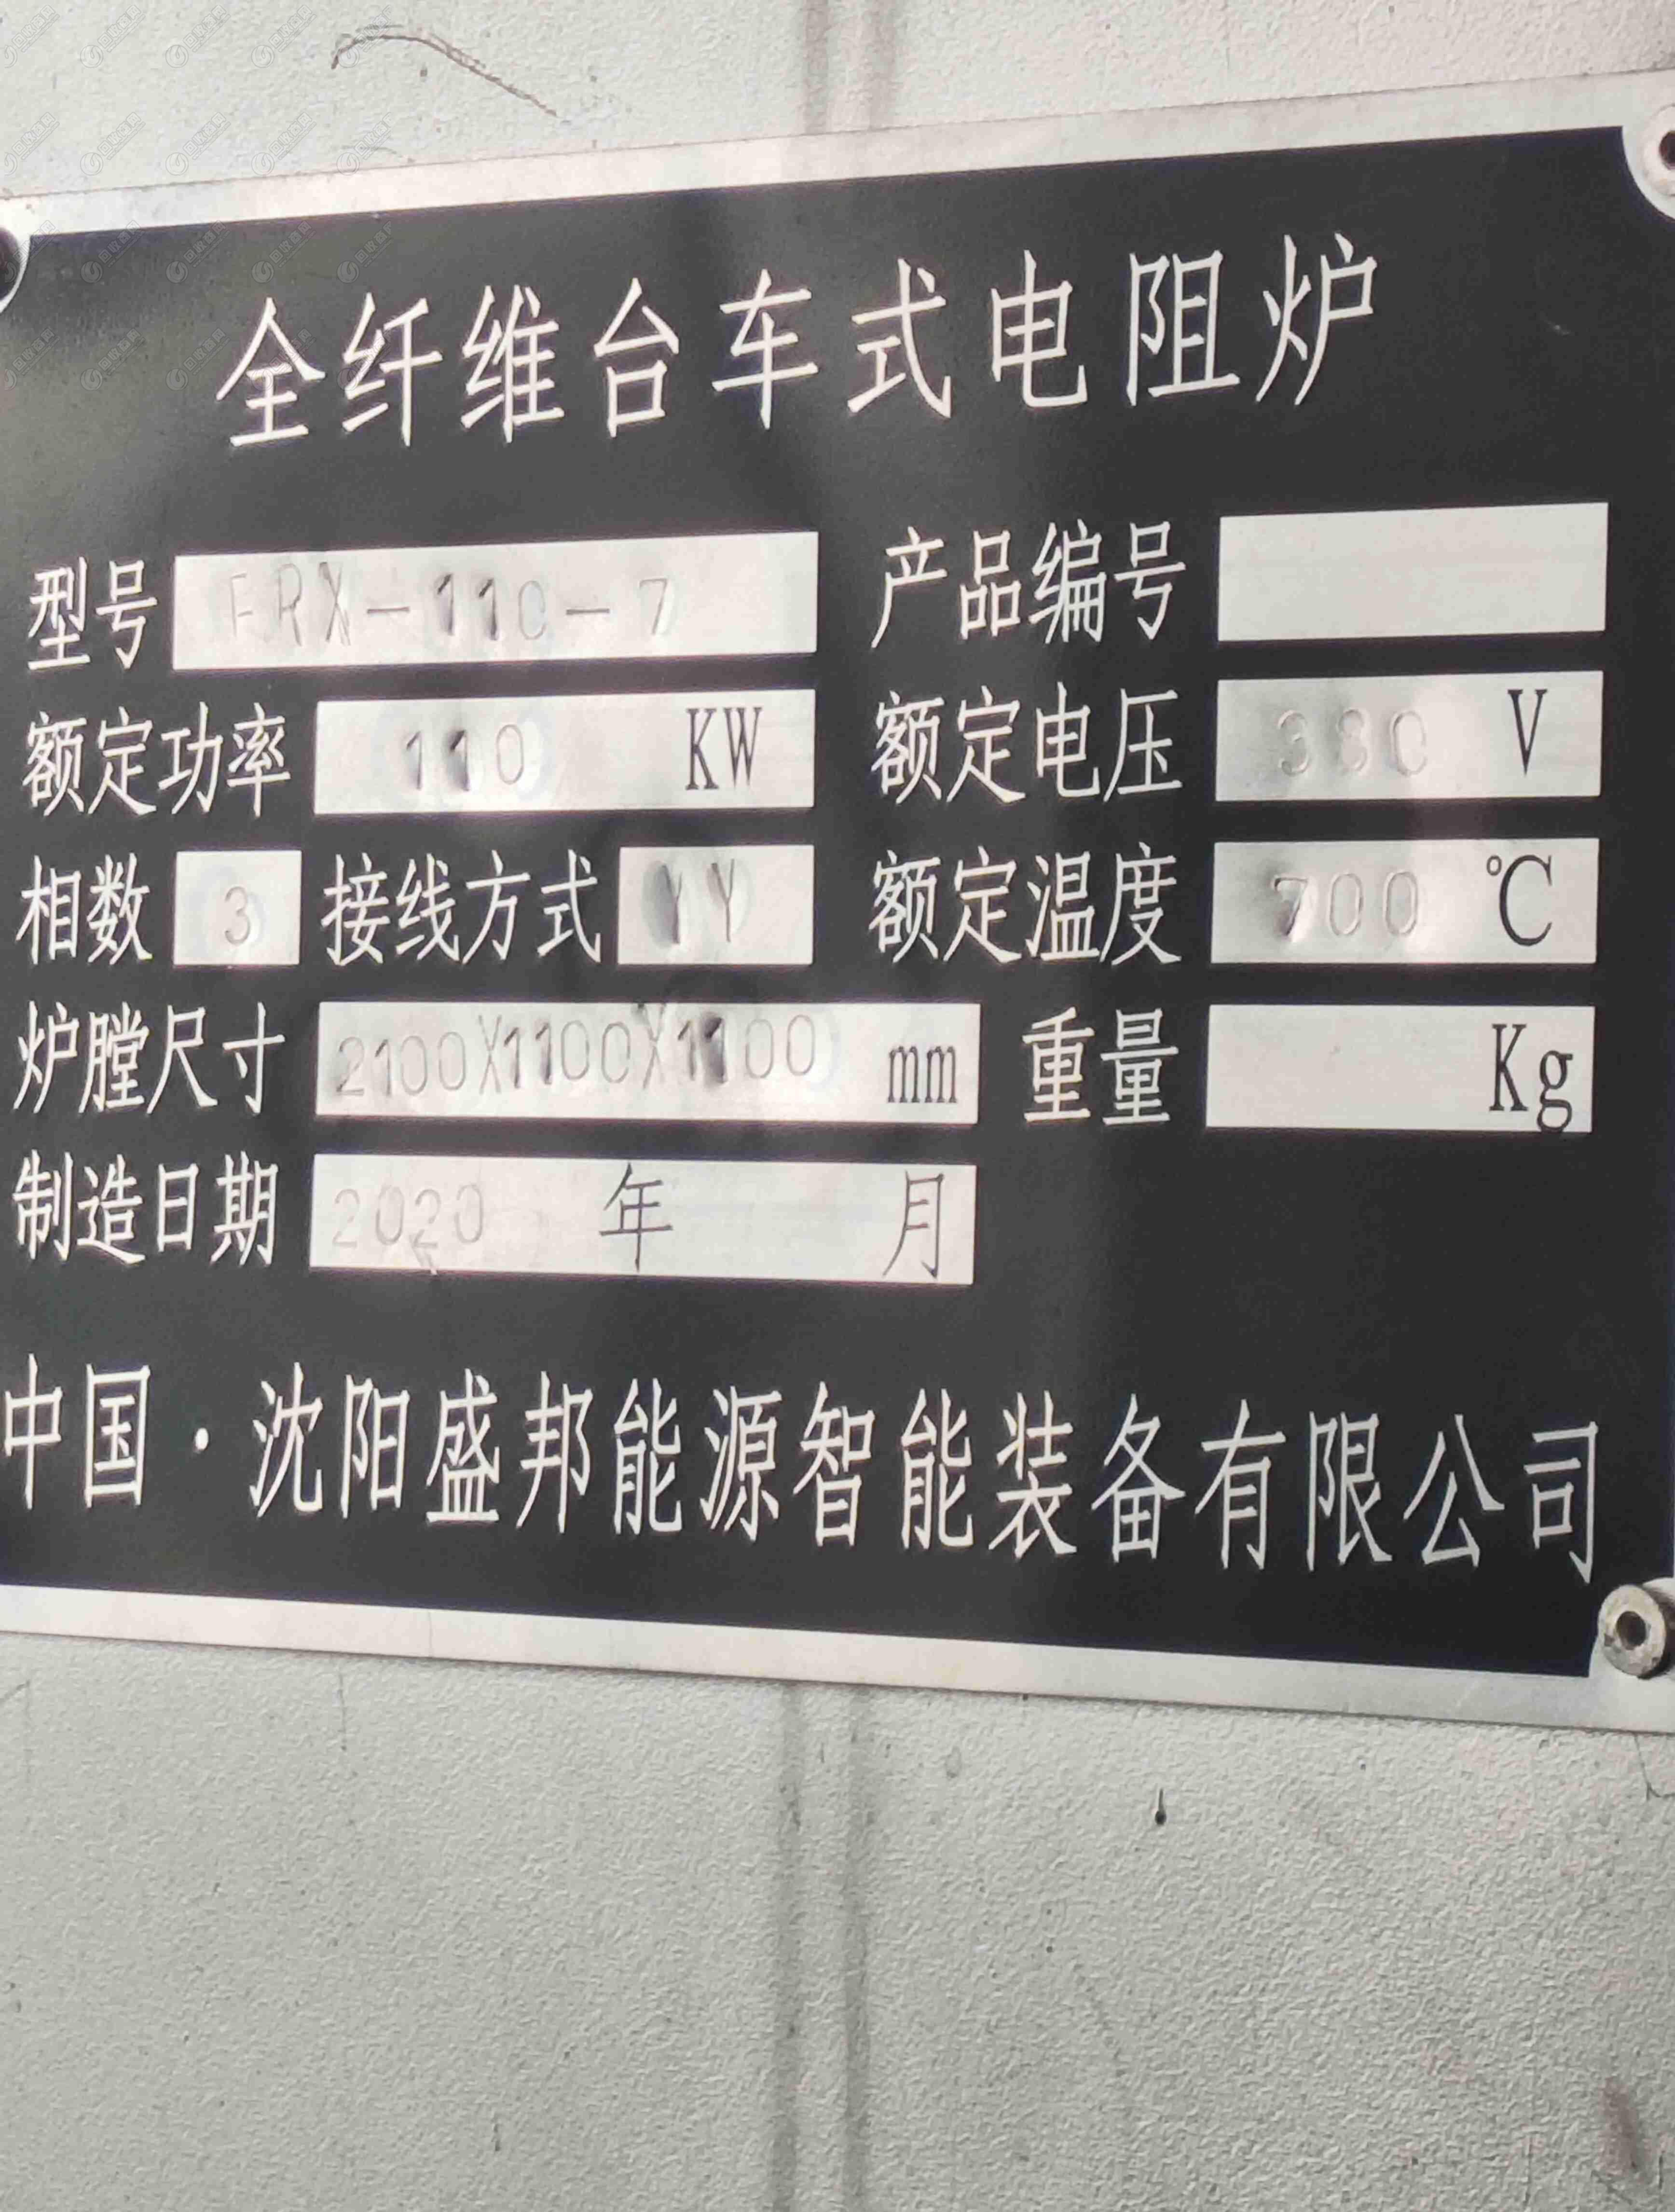 全纤维台车式电阻炉
型号 FRX-110-7 产品编号
额定功率 110 KW 额定电压 380 V
相数 3 接线方式 YY 额定温度 700 ℃
炉膛尺寸 2100X1100X1100 mm 重量 Kg
制造日期 2020 年 月
中国·沈阳盛邦能源智能装备有限公司